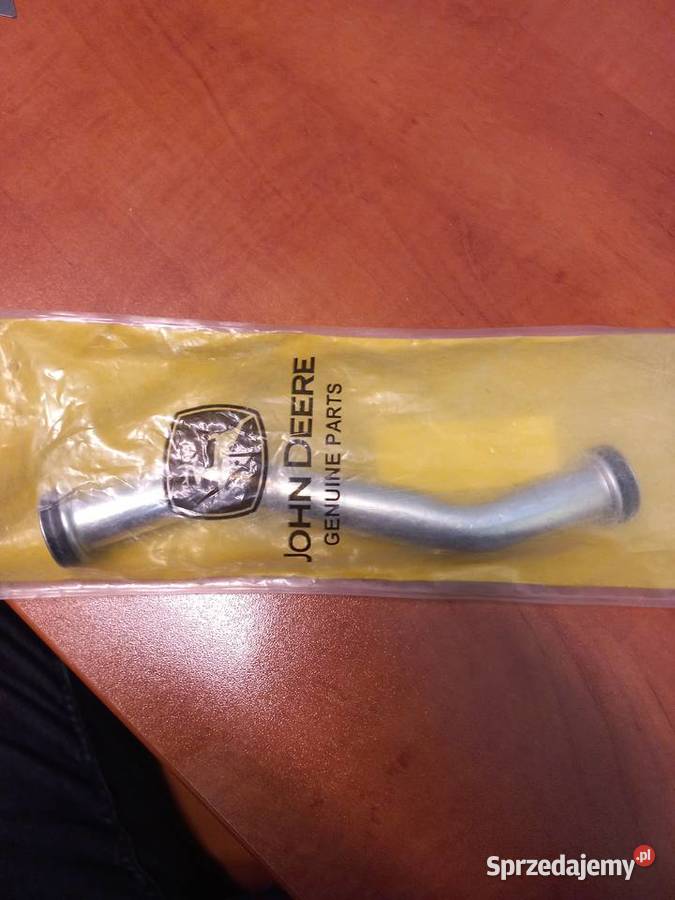 JOHN DEERE
GENUINE PARTS
Sprzedajemy.pl